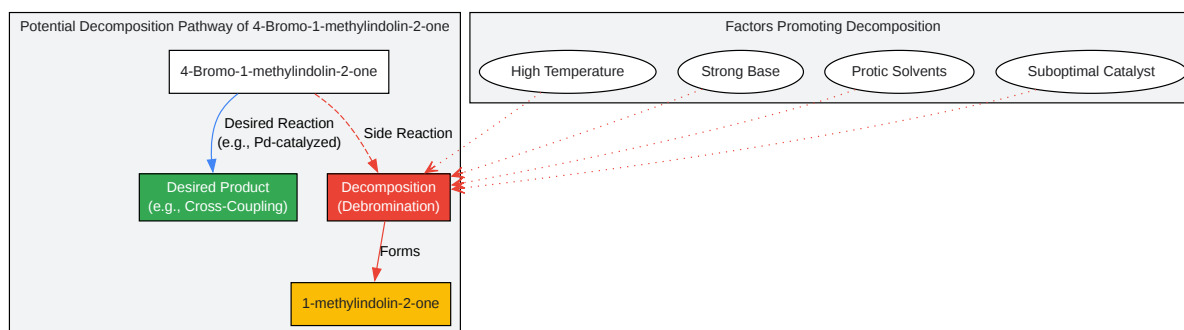 Potential Decomposition Pathway of 4-Bromo-1-methylindolin-2-one
4-Bromo-1-methylindolin-2-one
Desired Reaction
(e.g., Pd-catalyzed)
Side Reaction
Desired Product
(e.g., Cross-Coupling)
Decomposition
(Debromination)
Forms
1-methylindolin-2-one
Factors Promoting Decomposition
High Temperature
Strong Base
Protic Solvents
Suboptimal Catalyst